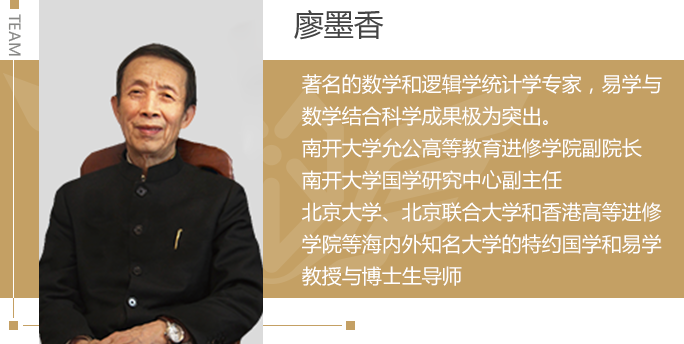 TEAM
廖墨香
著名的数学和逻辑学统计学专家，易学与
数学结合科学成果极为突出。
南开大学允公高等教育进修学院副院长
南开大学国学研究中心副主任
北京大学、北京联合大学和香港高等进修
学院等海内外知名大学的特约国学和易学
教授与博士生导师